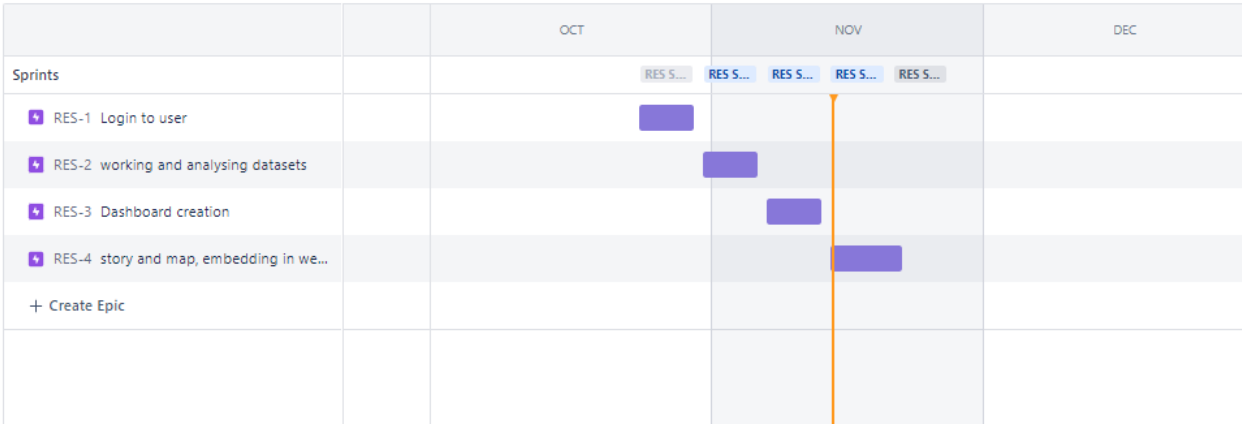 OCT NOV DEC
Sprints RES S... RES S... RES S... RES S... RES S...
RES-1 Login to user
RES-2 working and analysing datasets
RES-3 Dashboard creation
RES-4 story and map, embedding in we...
+ Create Epic